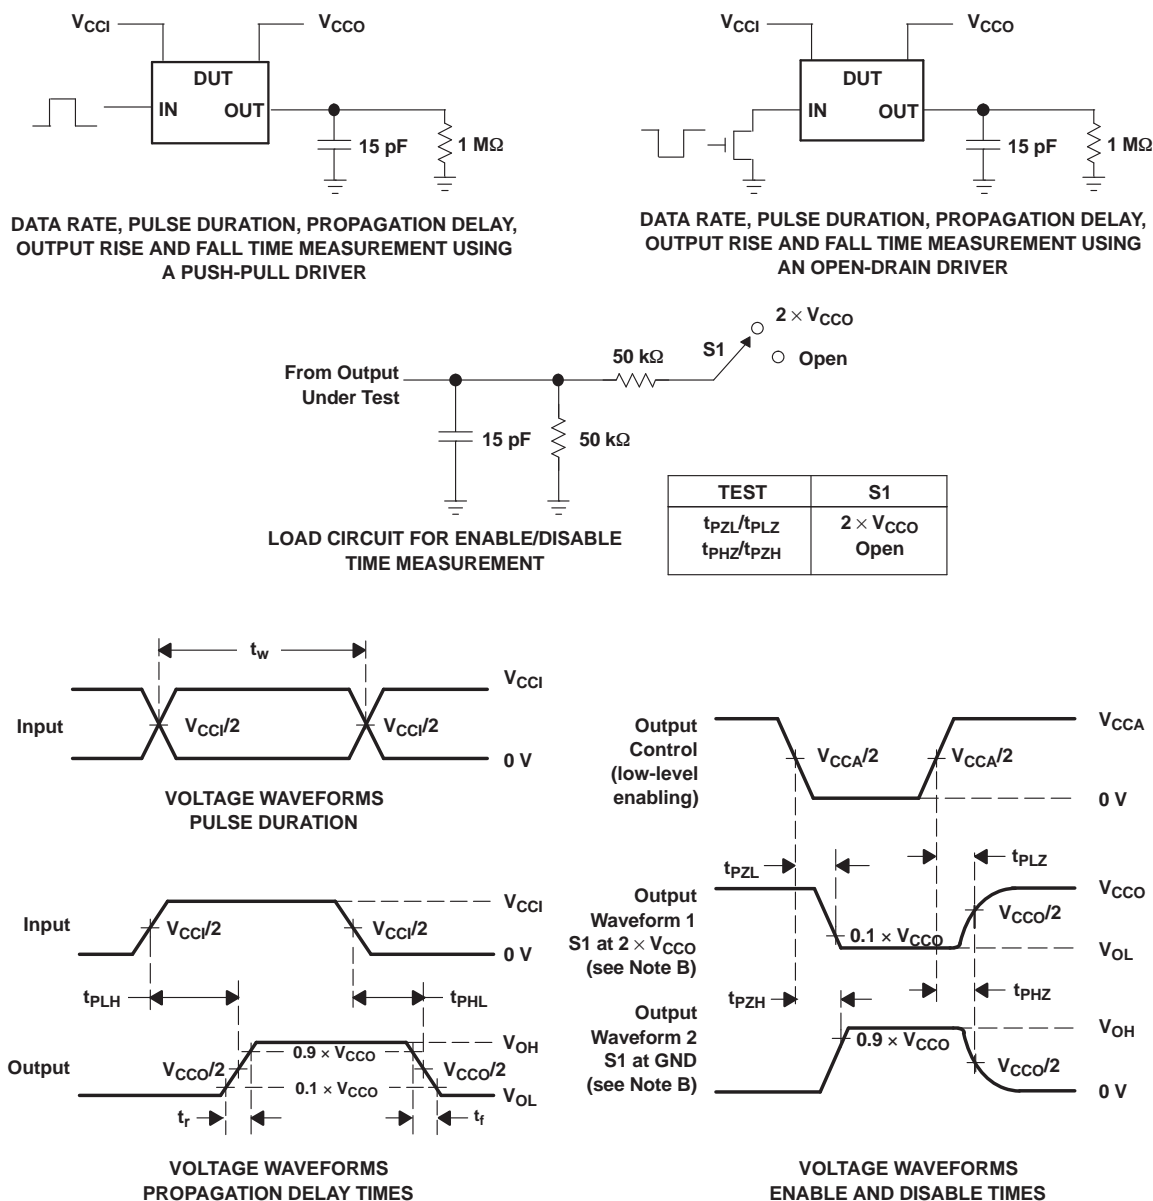 VCCI
VCCO
DUT
IN
OUT
15 pF
1 MΩ
DATA RATE, PULSE DURATION, PROPAGATION DELAY,
OUTPUT RISE AND FALL TIME MEASUREMENT USING
A PUSH-PULL DRIVER
VCCI
VCCO
DUT
IN
OUT
15 pF
1 MΩ
DATA RATE, PULSE DURATION, PROPAGATION DELAY,
OUTPUT RISE AND FALL TIME MEASUREMENT USING
AN OPEN-DRAIN DRIVER
2 × VCCO
S1
Open
50 kΩ
From Output
Under Test
15 pF
50 kΩ
LOAD CIRCUIT FOR ENABLE/DISABLE
TIME MEASUREMENT
TEST S1
tPZL/tPLZ 2 × VCCO
tPHZ/tPZH Open
tw
VCCI
Input
VCCI/2
VCCI/2
0 V
VOLTAGE WAVEFORMS
PULSE DURATION
Input
VCCI
VCCI/2
VCCI/2
0 V
tPLH
tPHL
Output
VOH
0.9 × VCCO
VCCO/2
VCCO/2
0.1 × VCCO
VOL
tr
tf
VOLTAGE WAVEFORMS
PROPAGATION DELAY TIMES
Output
Control
(low-level
enabling)
VCCA
VCCA/2
VCCA/2
0 V
tPZL
tPLZ
Output
Waveform 1
S1 at 2 × VCCO
(see Note B)
VCCO
VCCO/2
0.1 × VCCO
VOL
tPZH
tPHZ
Output
Waveform 2
S1 at GND
(see Note B)
VOH
0.9 × VCCO
VCCO/2
0 V
VOLTAGE WAVEFORMS
ENABLE AND DISABLE TIMES